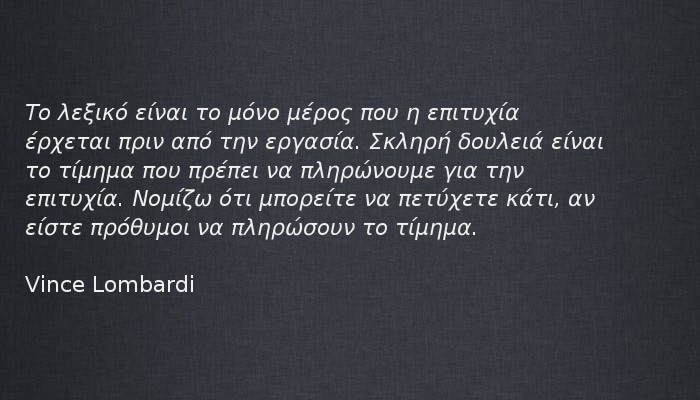 Το λεξικό είναι το μόνο μέρος που η επιτυχία
έρχεται πριν από την εργασία. Σκληρή δουλειά είναι
το τίμημα που πρέπει να πληρώνουμε για την
επιτυχία. Νομίζω ότι μπορείτε να πετύχετε κάτι, αν
είστε πρόθυμοι να πληρώσουν το τίμημα.
Vince Lombardi